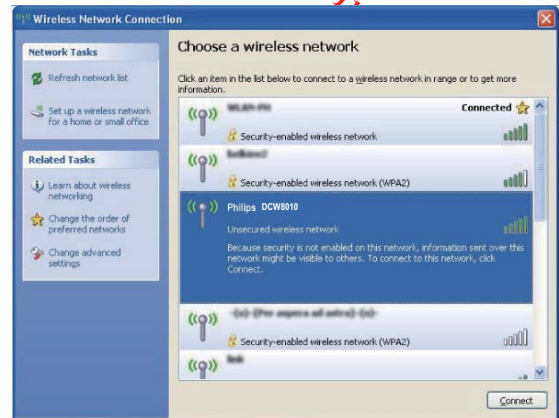 Wireless Network Connection
Network Tasks
Refresh network list
Set up a wireless network
for a home or small office
Related Tasks
Learn about wireless
networking
Change the order of
preferred networks
Change advanced
settings
Choose a wireless network
Click an item in the list below to connect to a wireless network in range or to get more
information.
Connected
Security-enabled wireless network
Security-enabled wireless network (WPA2)
Philips DCW8010
Unsecured wireless network
Because security is not enabled on this network, information sent over this
network might be visible to others. To connect to this network, click
Connect.
Security-enabled wireless network (WPA2)
Connect